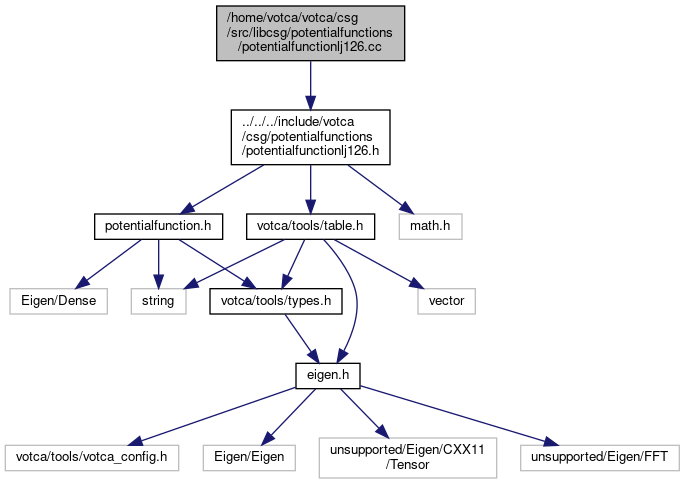 /home/votca/votca/csg
/src/libcsg/potentialfunctions
/potentialfunctionlj126.cc
../../../include/votca
/csg/potentialfunctions
/potentialfunctionlj126.h
potentialfunction.h
votca/tools/table.h
math.h
Eigen/Dense
string
votca/tools/types.h
vector
eigen.h
votca/tools/votca_config.h
Eigen/Eigen
unsupported/Eigen/CXX11
/Tensor
unsupported/Eigen/FFT